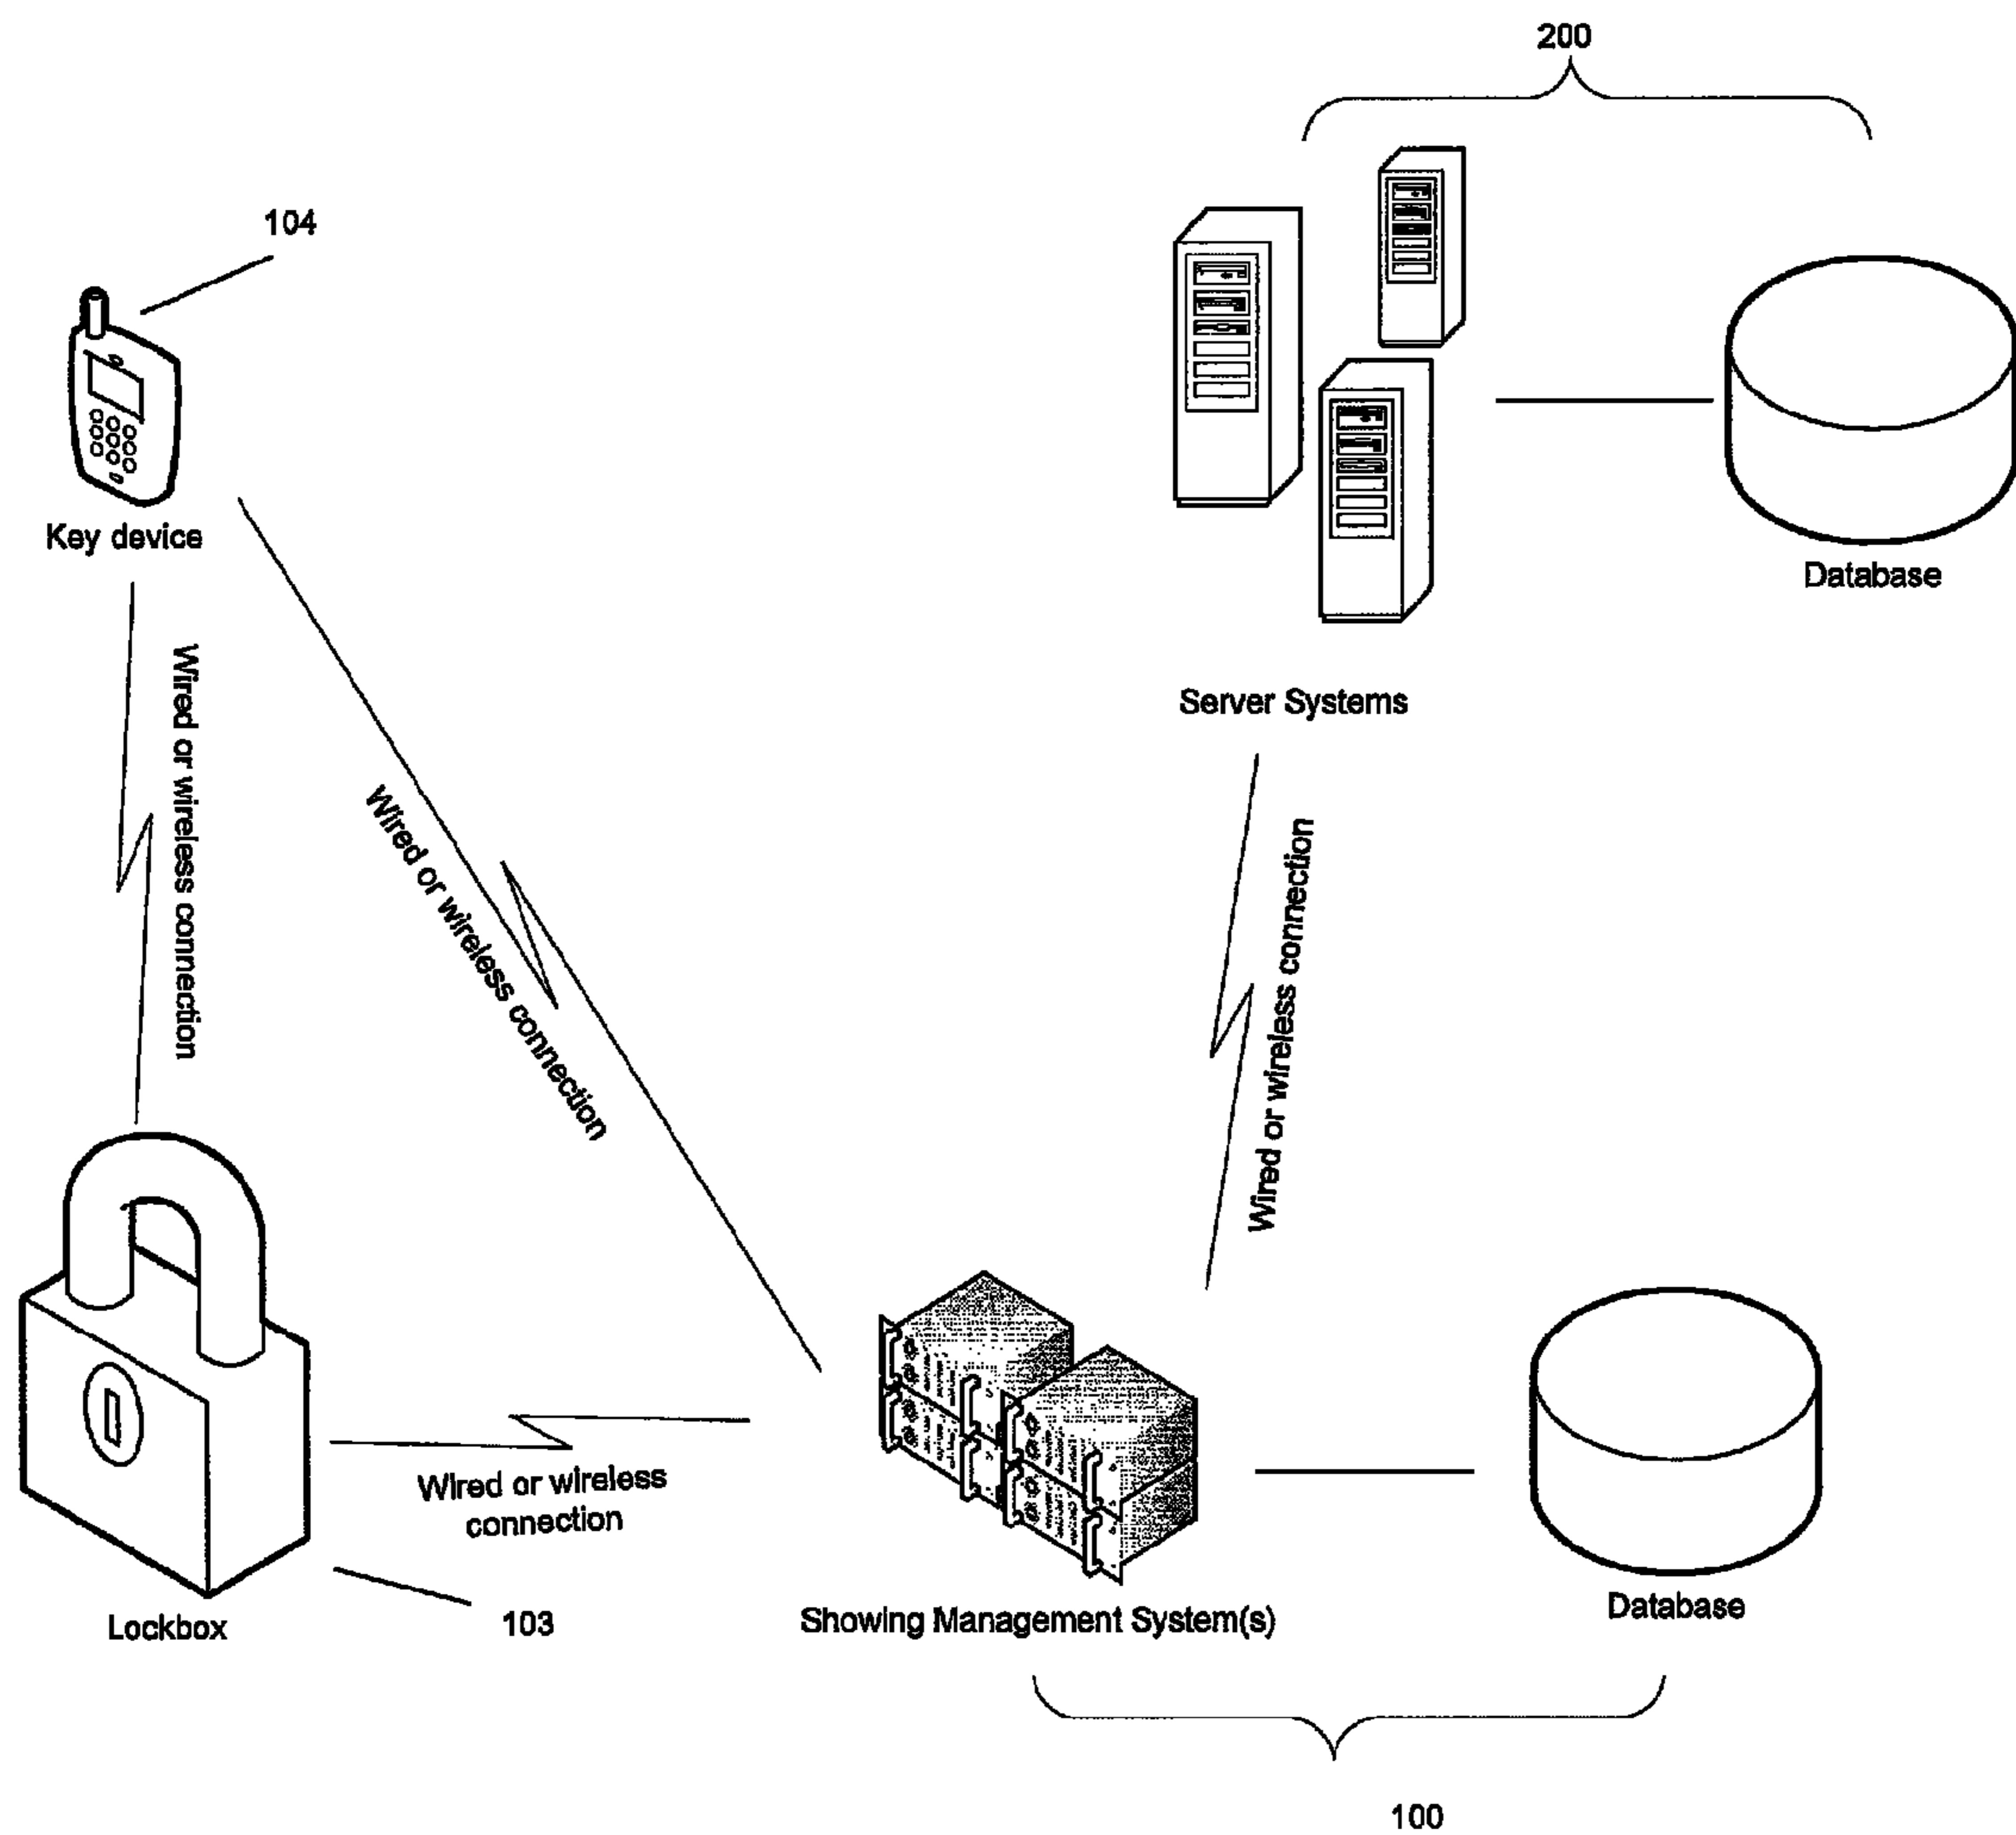 200
104
Key device
Database
Server Systems
Wired or wireless connection
Wired or wireless connection
Wired or wireless connection
Wired or wireless
connection
Lockbox
103
Showing Management System(s)
Database
100